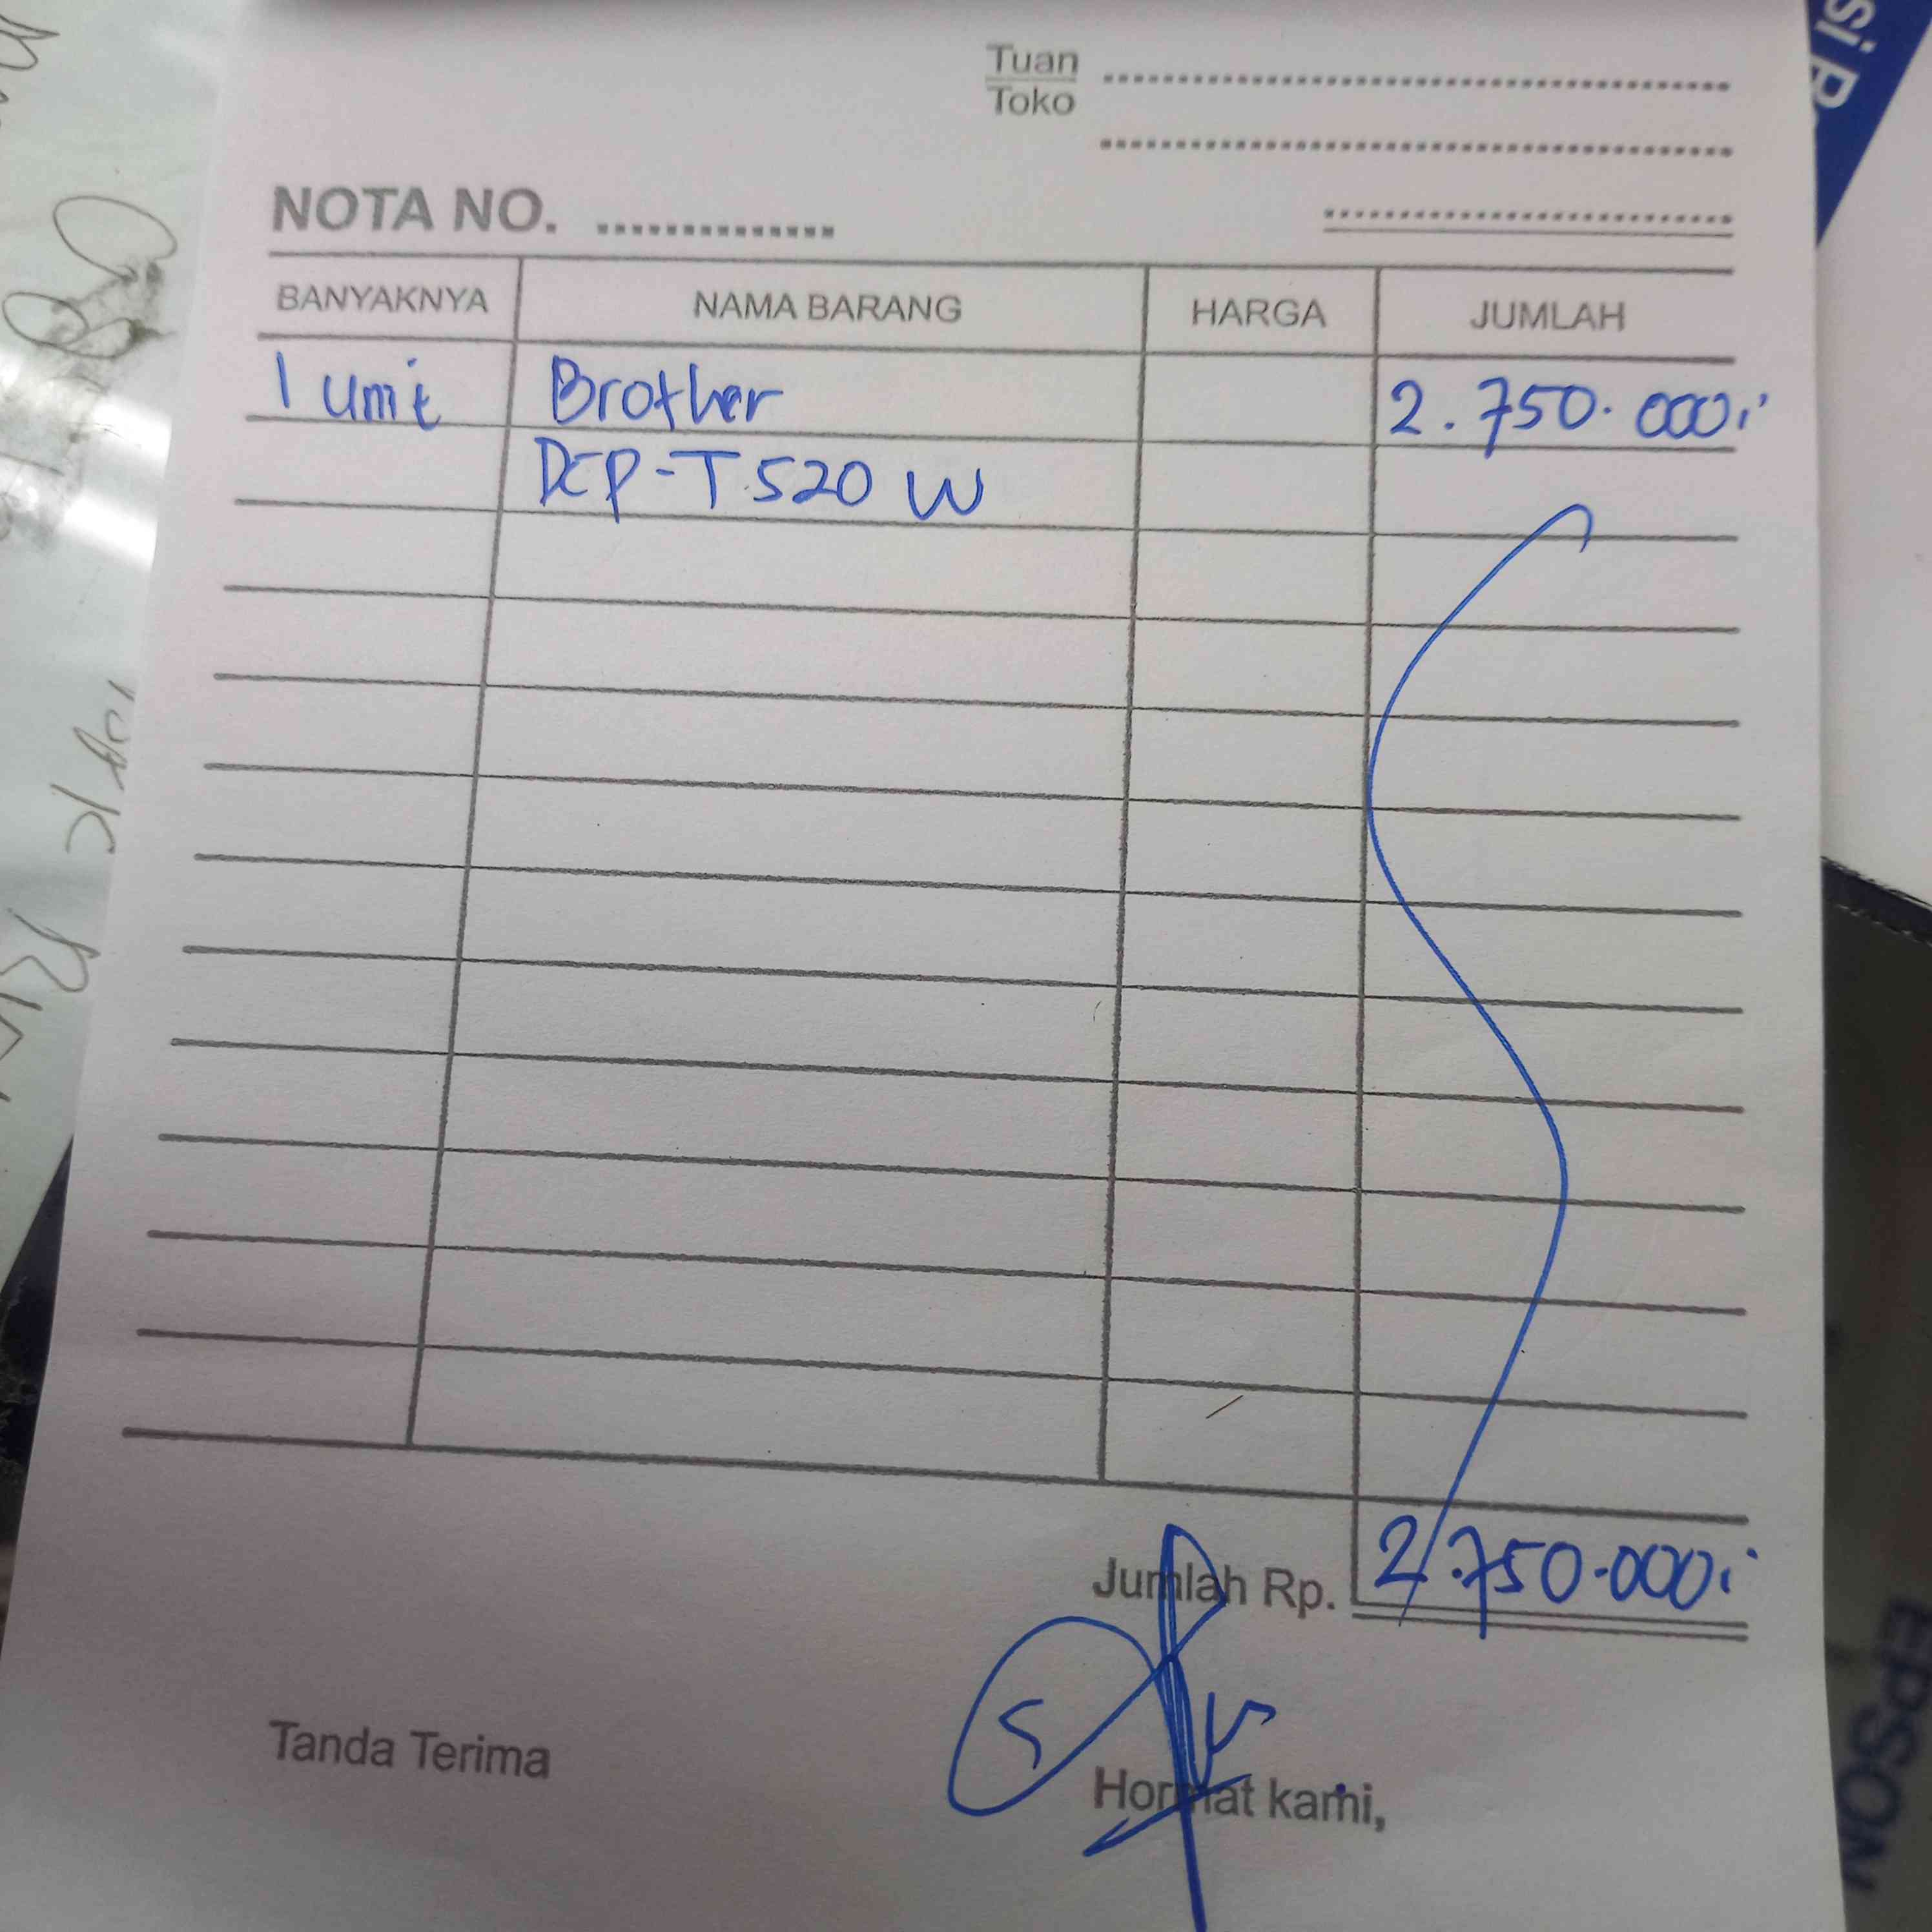 Tuan
Toko
NOTA NO.
BANYAKNYA NAMA BARANG HARGA JUMLAH
1 unit Brother 2.750.000,-
DCP-T520 W
Jumlah Rp. 2.750.000,-
Tanda Terima
Hormat kami,
EPSON